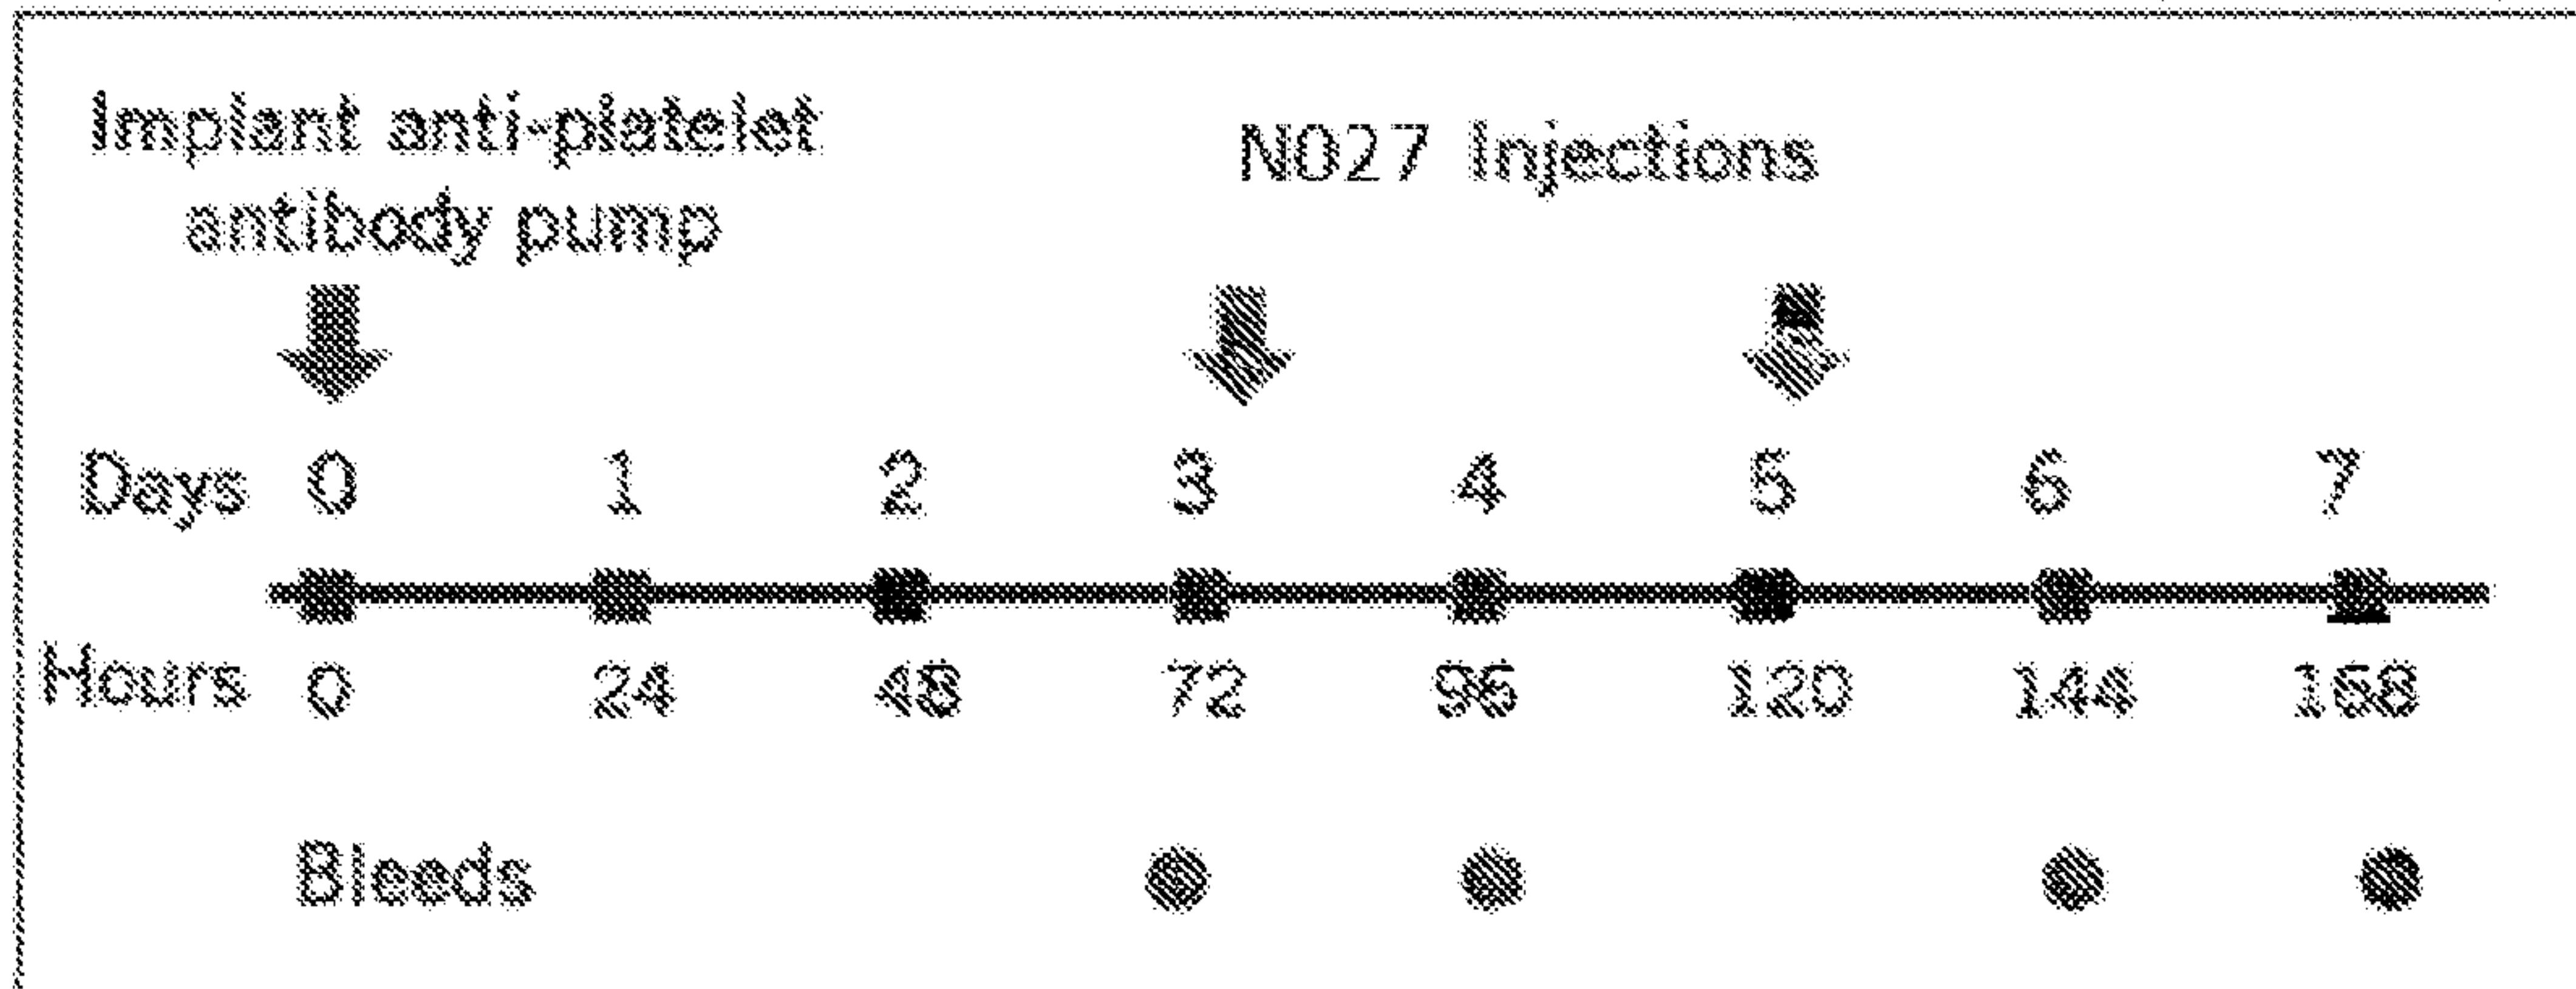 Implant anti-platelet
antibody pump
N027 Injections
Days 0 1 2 3 4 5 6 7
Hours 0 24 48 72 96 120 144 168
Bleeds